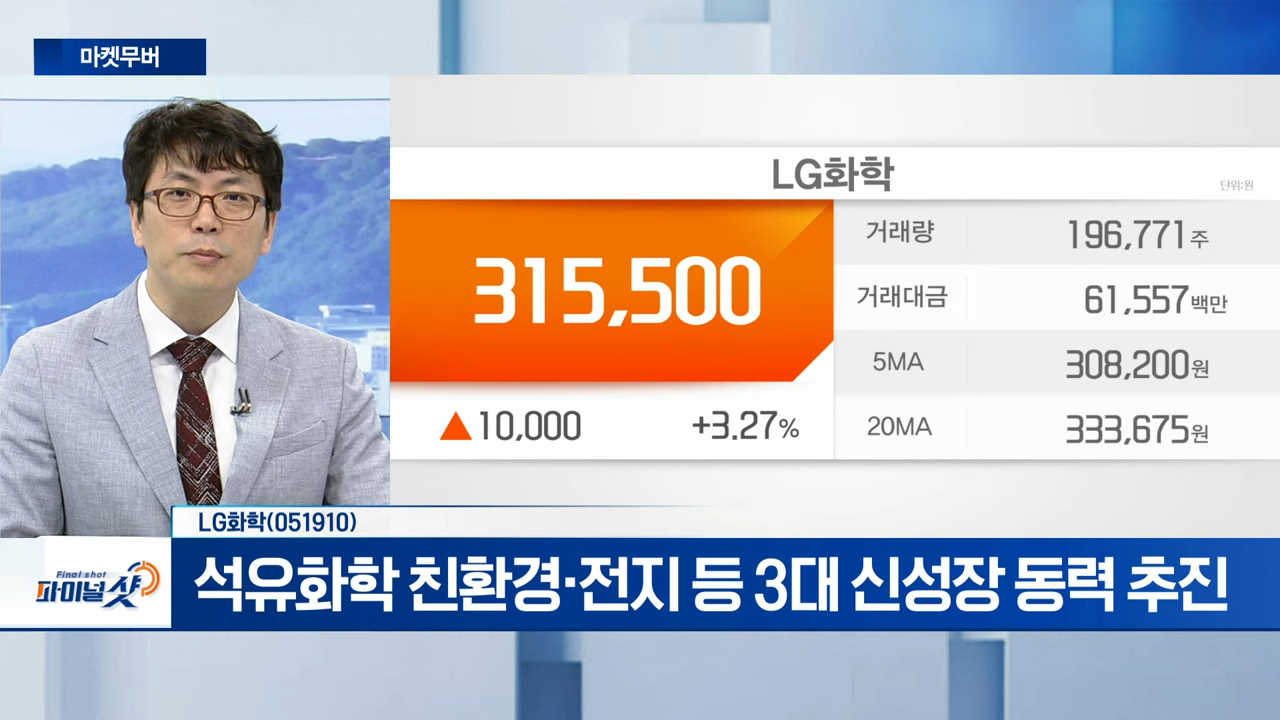 마켓무버
LG화학
단위:원
315,500
▲10,000 +3.27%
거래량 196,771주
거래대금 61,557백만
5MA 308,200원
20MA 333,675원
LG화학(051910)
Final shot
파이널샷
석유화학 친환경·전지 등 3대 신성장 동력 추진